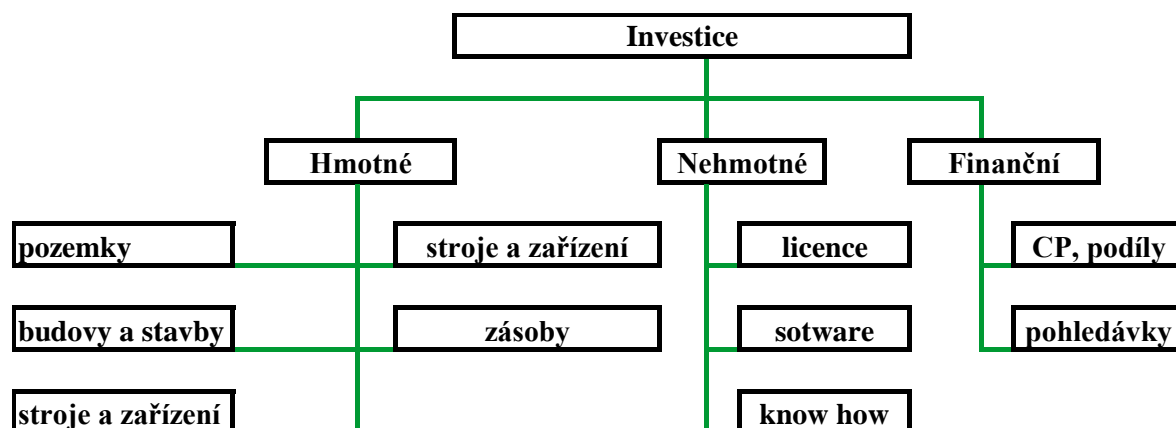 Investice
Hmotné
Nehmotné
Finanční
pozemky
stroje a zařízení
licence
CP, podíly
budovy a stavby
zásoby
sotware
pohledávky
stroje a zařízení
know how